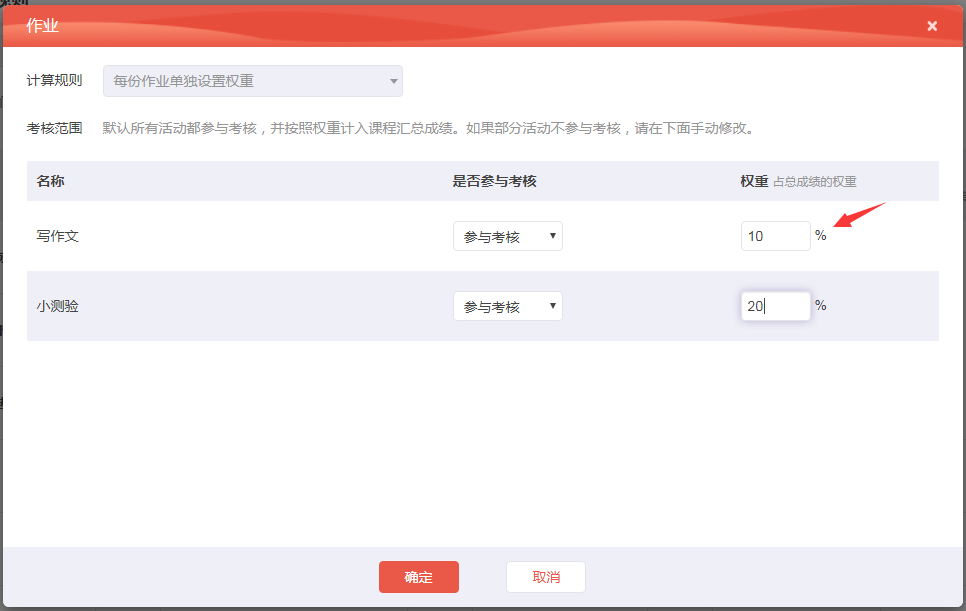 作业
计算规则 每份作业单独设置权重
考核范围 默认所有活动都参与考核，并按照权重计入课程汇总成绩。如果部分活动不参与考核，请在下面手动修改。
名称 是否参与考核 权重 占总成绩的权重
写作文 参与考核 10 %
小测验 参与考核 20 %
确定 取消